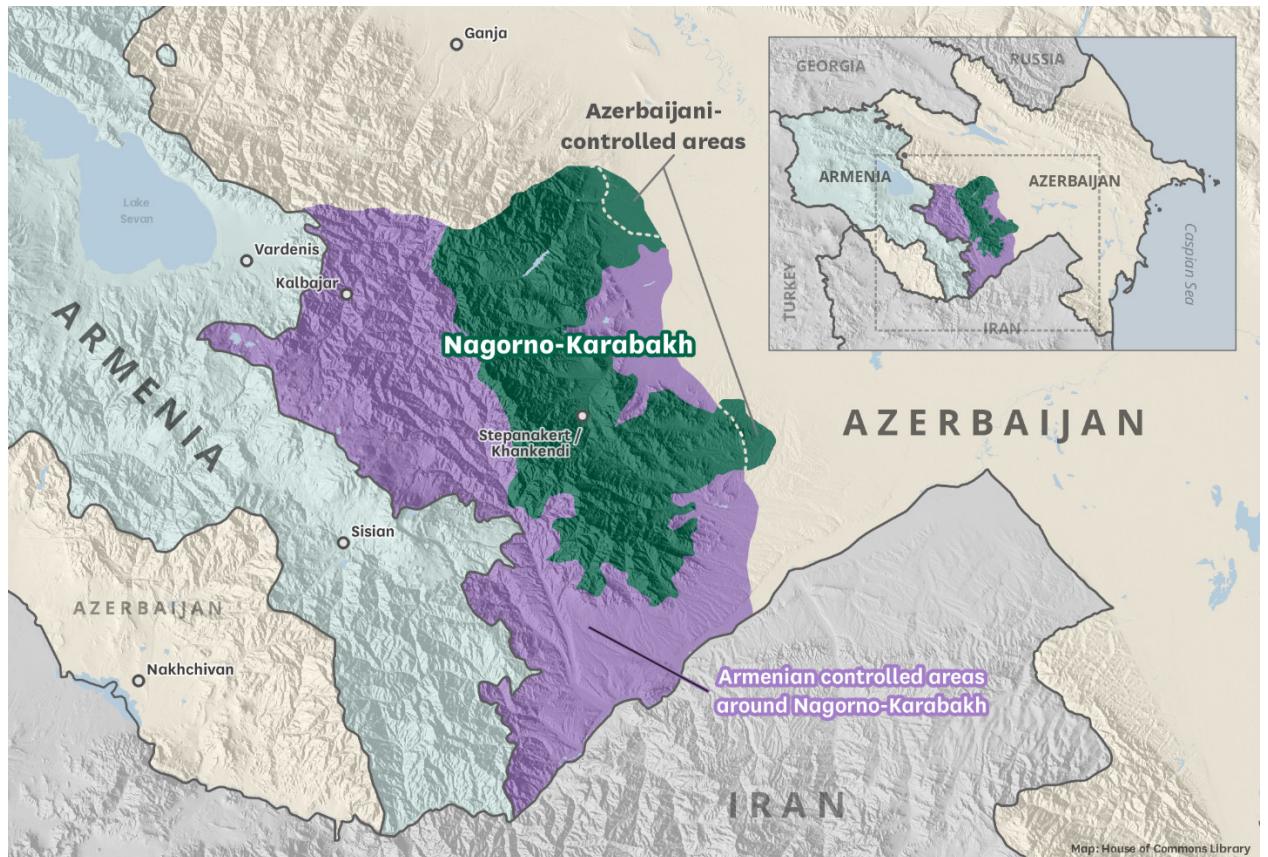 Ganja
Azerbaijani-
controlled areas
GEORGIA
RUSSIA
ARMENIA
AZERBAIJAN
Caspian Sea
TURKEY
IRAN
Lake
Sevan
Vardenis
Kalbajar
ARMENIA
Nagorno-Karabakh
Stepanakert /
Khankendi
AZERBAIJAN
Sisian
AZERBAIJAN
Nakhchivan
Armenian controlled areas
around Nagorno-Karabakh
IRAN
Map: House of Commons Library